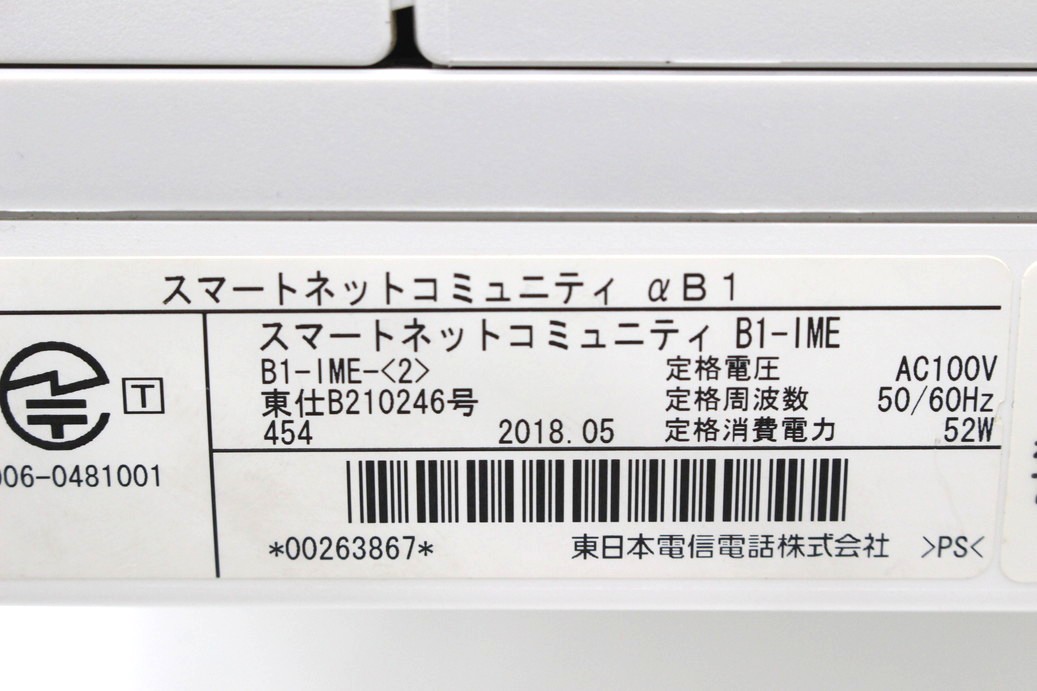 スマートネットコミュニティ αB1
スマートネットコミュニティ B1-IME
B1-IME-<2>
定格電圧 AC100V
東仕B210246号
定格周波数 50/60Hz
454 2018.05
定格消費電力 52W
T
006-0481001
*00263867*
東日本電信電話株式会社 >PS<